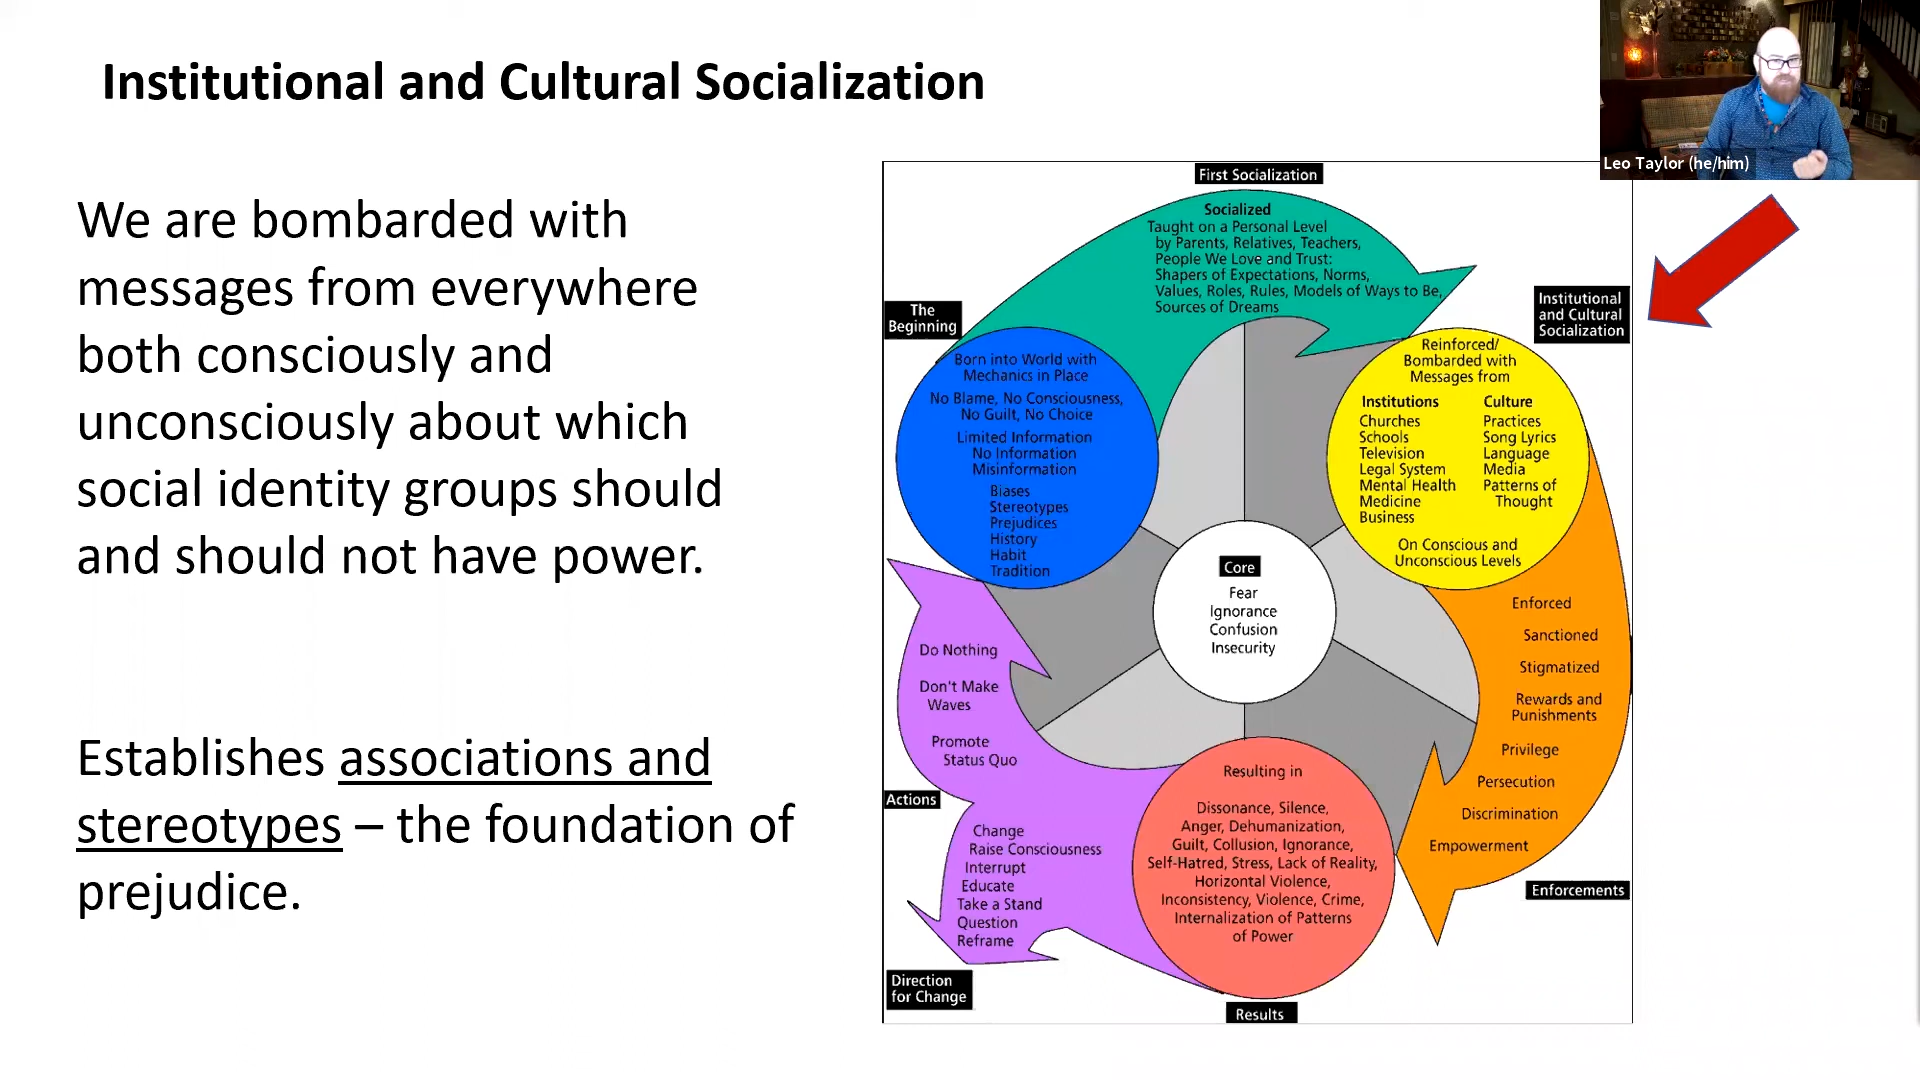 Institutional and Cultural Socialization
We are bombarded with
messages from everywhere
both consciously and
unconsciously about which
social identity groups should
and should not have power.
Establishes associations and
stereotypes – the foundation of
prejudice.
Leo Taylor (he/him)
First Socialization
Socialized
Taught on a Personal Level
by Parents, Relatives, Teachers,
People We Love and Trust:
Shapers of Expectations, Norms,
Values, Roles, Rules, Models of Ways to Be,
Sources of Dreams
The
Beginning
Born into World with
Mechanics in Place
No Blame, No Consciousness,
No Guilt, No Choice
Limited Information
No Information
Misinformation
Biases
Stereotypes
Prejudices
History
Habit
Tradition
Institutional
and Cultural
Socialization
Reinforced/
Bombarded with
Messages from
Institutions
Churches
Schools
Television
Legal System
Mental Health
Medicine
Business
Culture
Practices
Song Lyrics
Language
Media
Patterns of
Thought
On Conscious and
Unconscious Levels
Core
Fear
Ignorance
Confusion
Insecurity
Enforced
Sanctioned
Stigmatized
Rewards and
Punishments
Privilege
Persecution
Discrimination
Empowerment
Enforcements
Resulting in
Dissonance, Silence,
Anger, Dehumanization,
Guilt, Collusion, Ignorance,
Self-Hatred, Stress, Lack of Reality,
Horizontal Violence,
Inconsistency, Violence, Crime,
Internalization of Patterns
of Power
Results
Do Nothing
Don't Make
Waves
Promote
Status Quo
Actions
Change
Raise Consciousness
Interrupt
Educate
Take a Stand
Question
Reframe
Direction
for Change